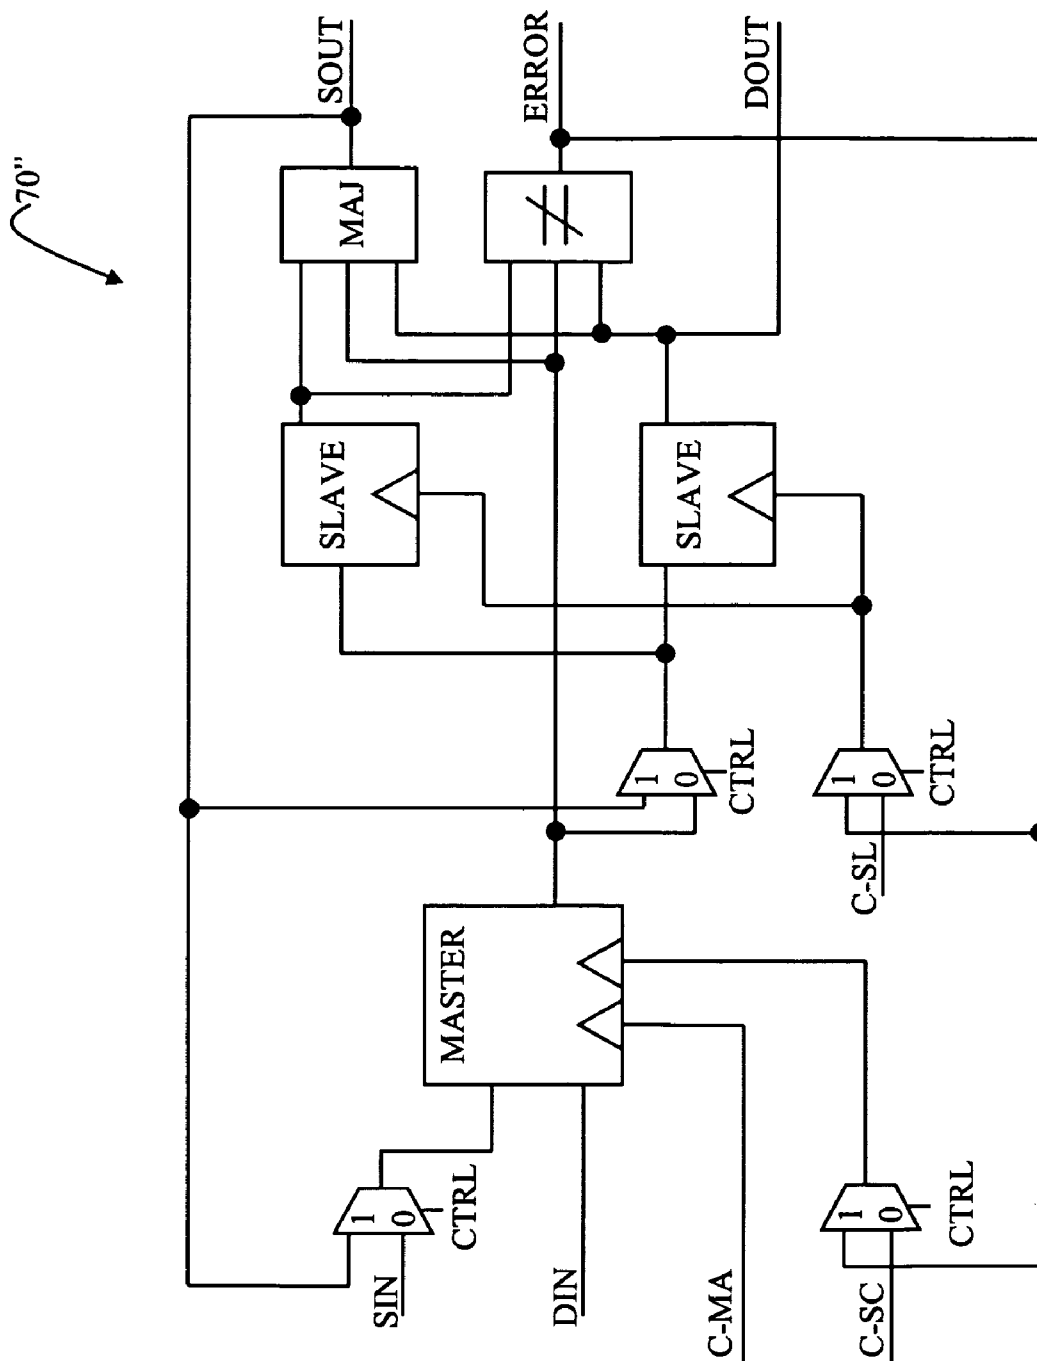 70"
SOUT
ERROR
DOUT
MAJ
SLAVE
SLAVE
1
0
CTRL
1
0
CTRL
C-SL
MASTER
1
0
CTRL
SIN
DIN
C-MA
1
0
CTRL
C-SC